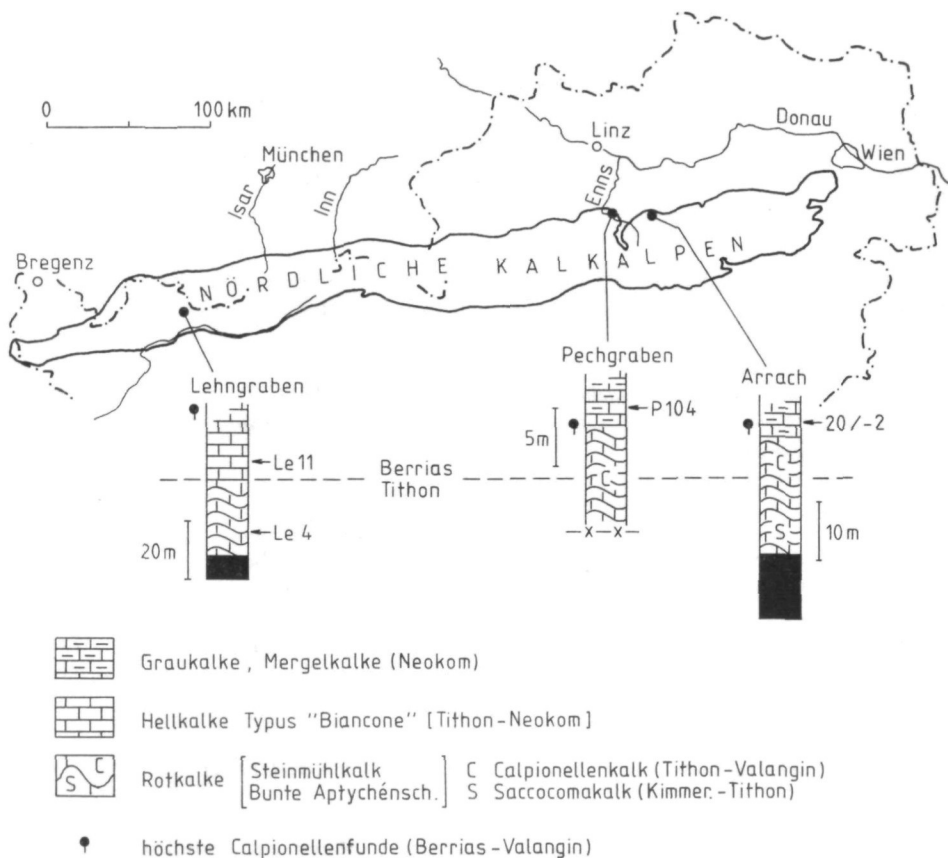 0 100 km
Donau
Linz
Wien
München
Isar
Inn
Enns
Bregenz
NÖRDLICHE KALKALPEN
Pechgraben
Lehngraben
Arrach
P 104
20/-2
5m
C
Le 11
Berrias
Tithon
C
Le 4
20m
S
10m
x x
Graukalke, Mergelkalke (Neokom)
Hellkalke Typus "Biancone" [Tithon-Neokom]
S C Rotkalke [Steinmühlkalk C Calpionellenkalk (Tithon-Valangin)
Bunte Aptychénsch.] S Saccocomakalk (Kimmer.-Tithon)
höchste Calpionellenfunde (Berrias-Valangin)